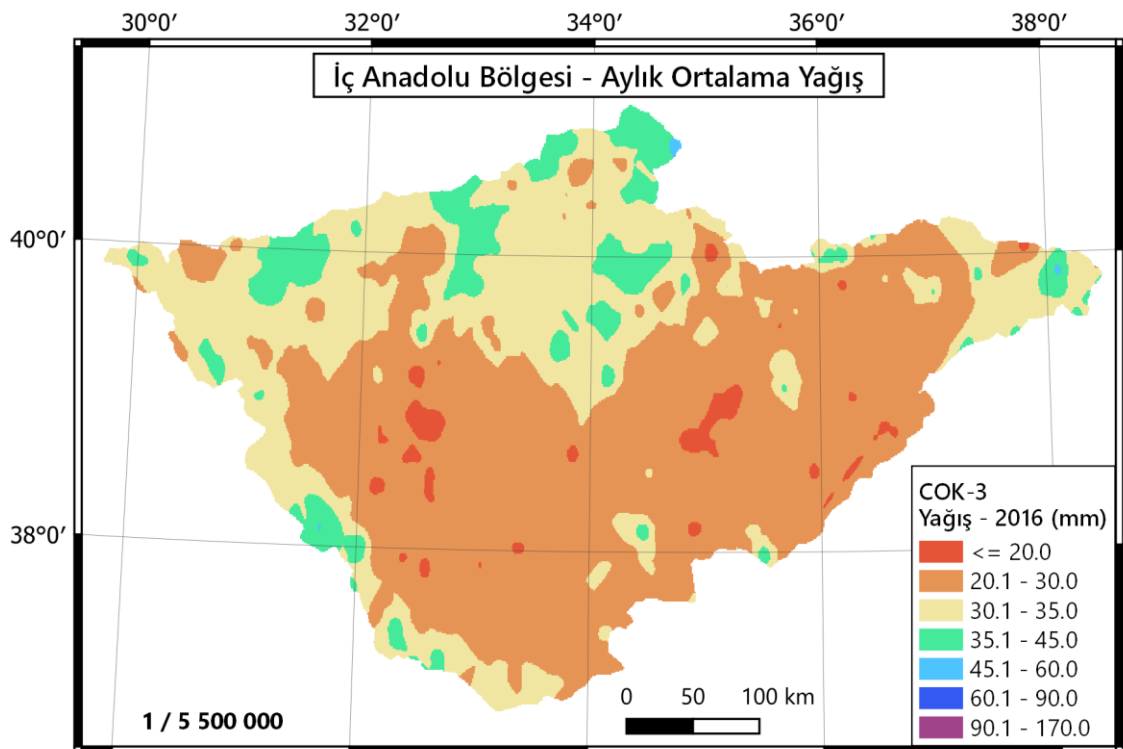 30°0′ 32°0′ 34°0′ 36°0′ 38°0′
İç Anadolu Bölgesi - Aylık Ortalama Yağış
40°0′
38°0′
COK-3
Yağış - 2016 (mm)
<= 20.0
20.1 - 30.0
30.1 - 35.0
35.1 - 45.0
45.1 - 60.0
60.1 - 90.0
90.1 - 170.0
0 50 100 km
1 / 5 500 000